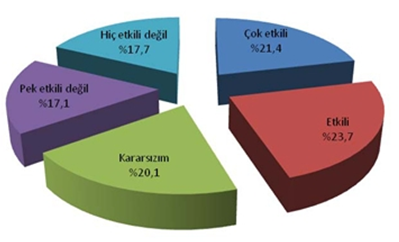 Hiç etkili değil
%17,7
Çok etkili
%21,4
Pek etkili değil
%17,1
Etkili
%23,7
Kararsızım
%20,1